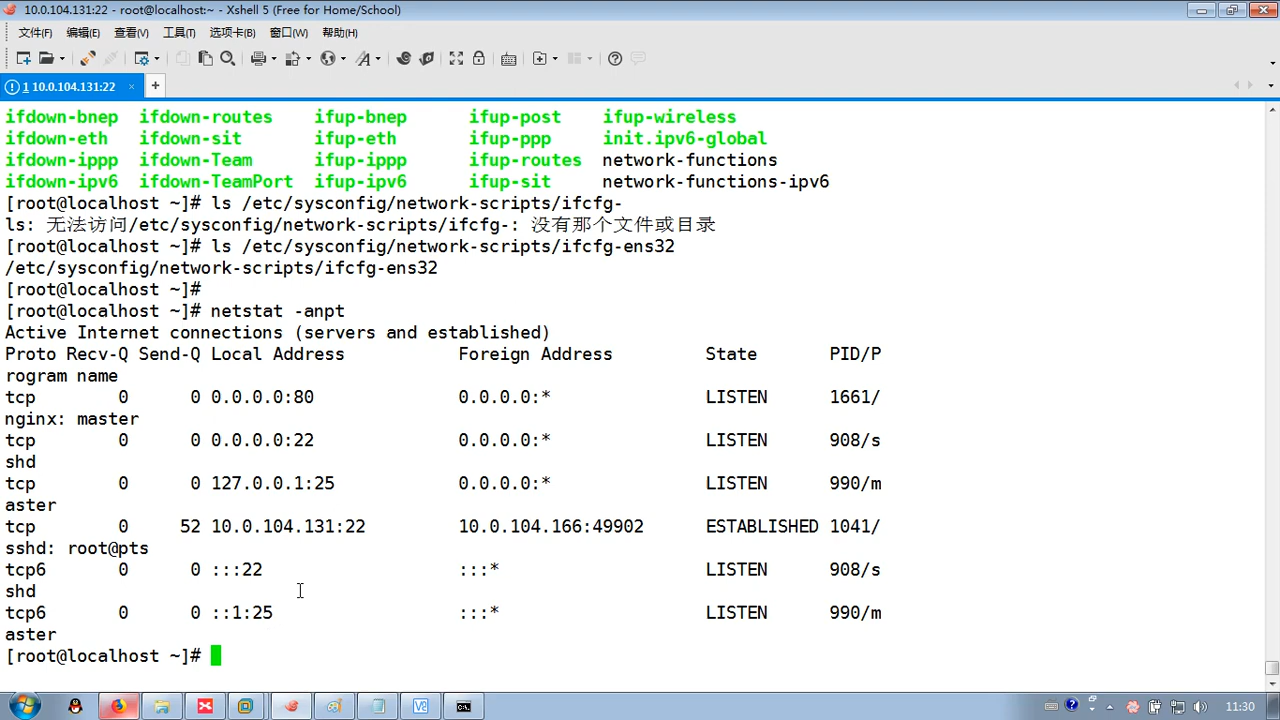 10.0.104.131:22 - root@localhost:~ - Xshell 5 (Free for Home/School)
文件(F) 编辑(E) 查看(V) 工具(T) 选项卡(B) 窗口(W) 帮助(H)
1 10.0.104.131:22
ifdown-bnep ifdown-routes ifup-bnep ifup-post ifup-wireless
ifdown-eth ifdown-sit ifup-eth ifup-ppp init.ipv6-global
ifdown-ippp ifdown-Team ifup-ippp ifup-routes network-functions
ifdown-ipv6 ifdown-TeamPort ifup-ipv6 ifup-sit network-functions-ipv6
[root@localhost ~]# ls /etc/sysconfig/network-scripts/ifcfg-
ls: 无法访问/etc/sysconfig/network-scripts/ifcfg-: 没有那个文件或目录
[root@localhost ~]# ls /etc/sysconfig/network-scripts/ifcfg-ens32
/etc/sysconfig/network-scripts/ifcfg-ens32
[root@localhost ~]#
[root@localhost ~]# netstat -anpt
Active Internet connections (servers and established)
Proto Recv-Q Send-Q Local Address Foreign Address State PID/P
rogram name
tcp 0 0 0.0.0.0:80 0.0.0.0:* LISTEN 1661/
nginx: master
tcp 0 0 0.0.0.0:22 0.0.0.0:* LISTEN 908/s
shd
tcp 0 0 127.0.0.1:25 0.0.0.0:* LISTEN 990/m
aster
tcp 0 52 10.0.104.131:22 10.0.104.166:49902 ESTABLISHED 1041/
sshd: root@pts
tcp6 0 0 :::22 :::* LISTEN 908/s
shd
tcp6 0 0 ::1:25 :::* LISTEN 990/m
aster
[root@localhost ~]#
11:30